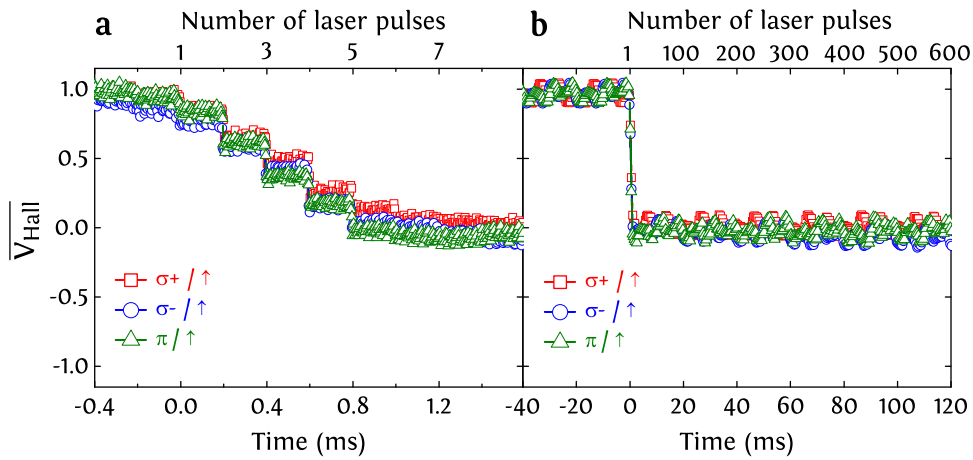 a
Number of laser pulses
1 3 5 7
b
Number of laser pulses
1 100 200 300 400 500 600
V_Hall
1.0
0.5
0.0
-0.5
-1.0
σ+ / ↑
σ- / ↑
π / ↑
σ+ / ↑
σ- / ↑
π / ↑
-0.4 0.0 0.4 0.8 1.2
-40 -20 0 20 40 60 80 100 120
Time (ms)
Time (ms)